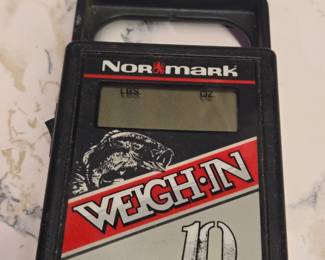 NORMARK
LBS OZ
WEIGH-IN
10